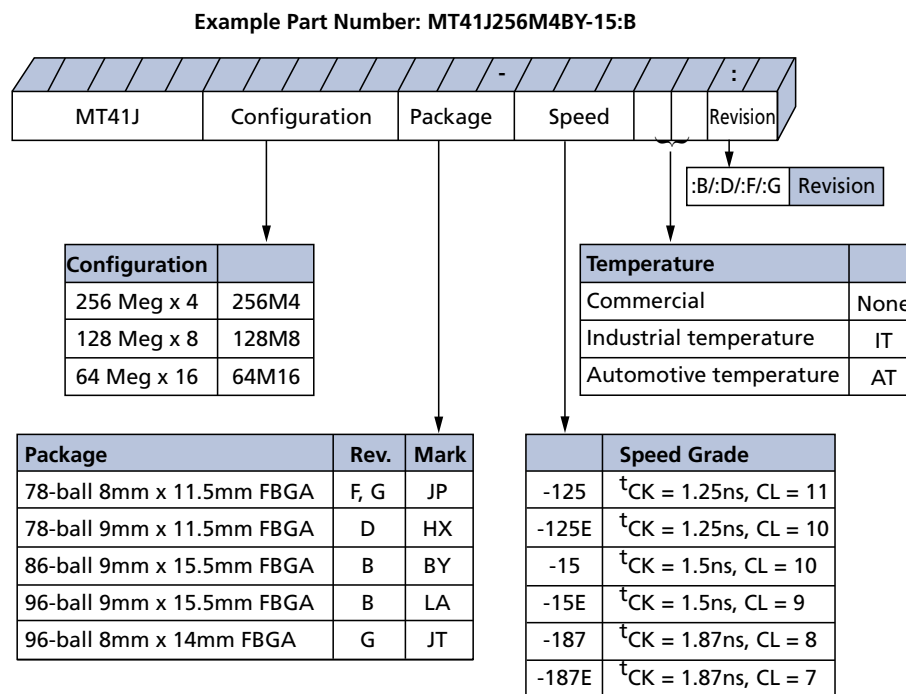 Example Part Number: MT41J256M4BY-15:B
- :
MT41J Configuration Package Speed Revision
:B/:D/:F/:G Revision
Configuration
256 Meg x 4 256M4
128 Meg x 8 128M8
64 Meg x 16 64M16
Temperature
Commercial None
Industrial temperature IT
Automotive temperature AT
Package Rev. Mark
78-ball 8mm x 11.5mm FBGA F, G JP
78-ball 9mm x 11.5mm FBGA D HX
86-ball 9mm x 15.5mm FBGA B BY
96-ball 9mm x 15.5mm FBGA B LA
96-ball 8mm x 14mm FBGA G JT
Speed Grade
-125 tCK = 1.25ns, CL = 11
-125E tCK = 1.25ns, CL = 10
-15 tCK = 1.5ns, CL = 10
-15E tCK = 1.5ns, CL = 9
-187 tCK = 1.87ns, CL = 8
-187E tCK = 1.87ns, CL = 7